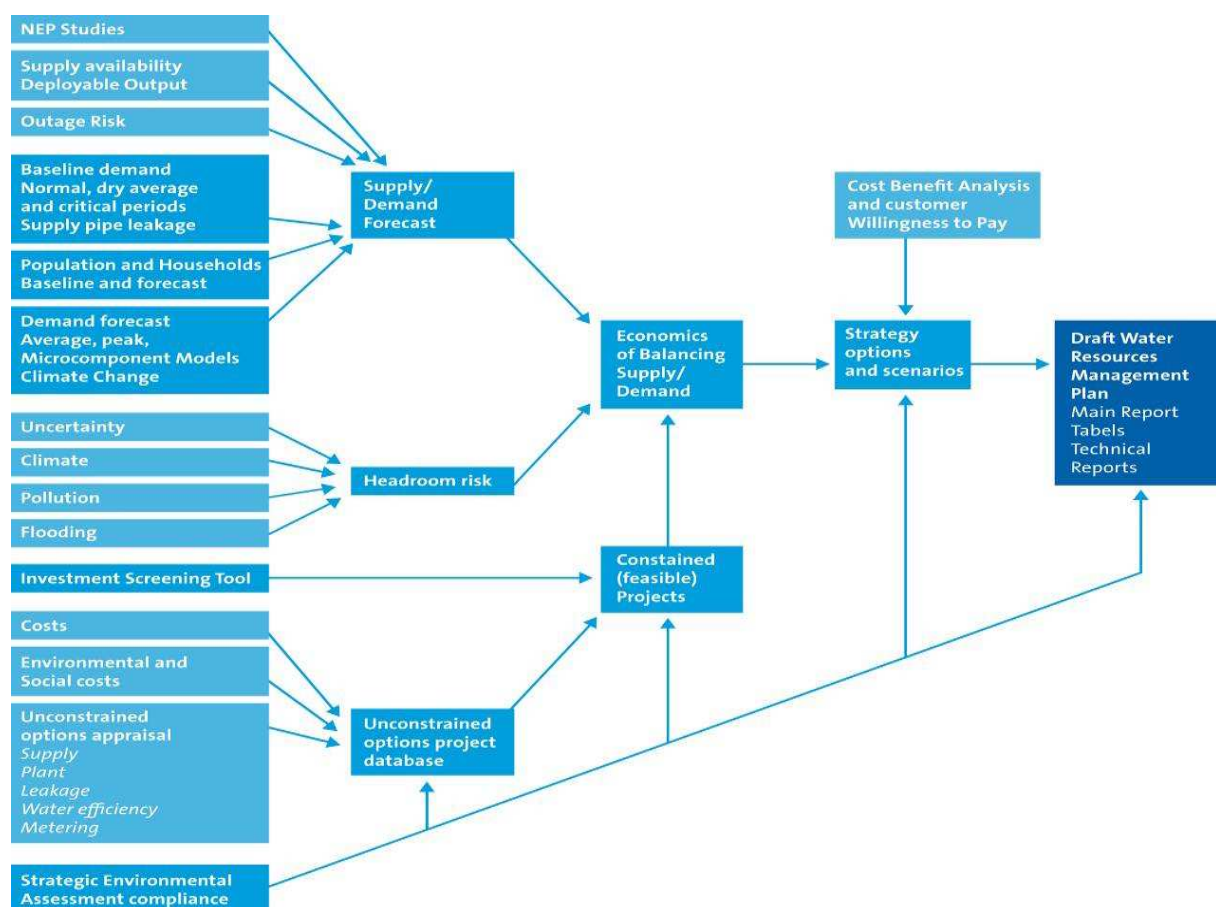 NEP Studies
Supply availability
Deployable Output
Outage Risk
Baseline demand
Normal, dry average
and critical periods
Supply pipe leakage
Population and Households
Baseline and forecast
Demand forecast
Average, peak,
Microcomponent Models
Climate Change
Uncertainty
Climate
Pollution
Flooding
Investment Screening Tool
Costs
Environmental and
Social costs
Unconstrained
options appraisal
Supply
Plant
Leakage
Water efficiency
Metering
Strategic Environmental
Assessment compliance
Supply/
Demand
Forecast
Headroom risk
Unconstrained
options project
database
Economics
of Balancing
Supply/
Demand
Constained
(feasible)
Projects
Cost Benefit Analysis
and customer
Willingness to Pay
Strategy
options
and scenarios
Draft Water
Resources
Management
Plan
Main Report
Tabels
Technical
Reports